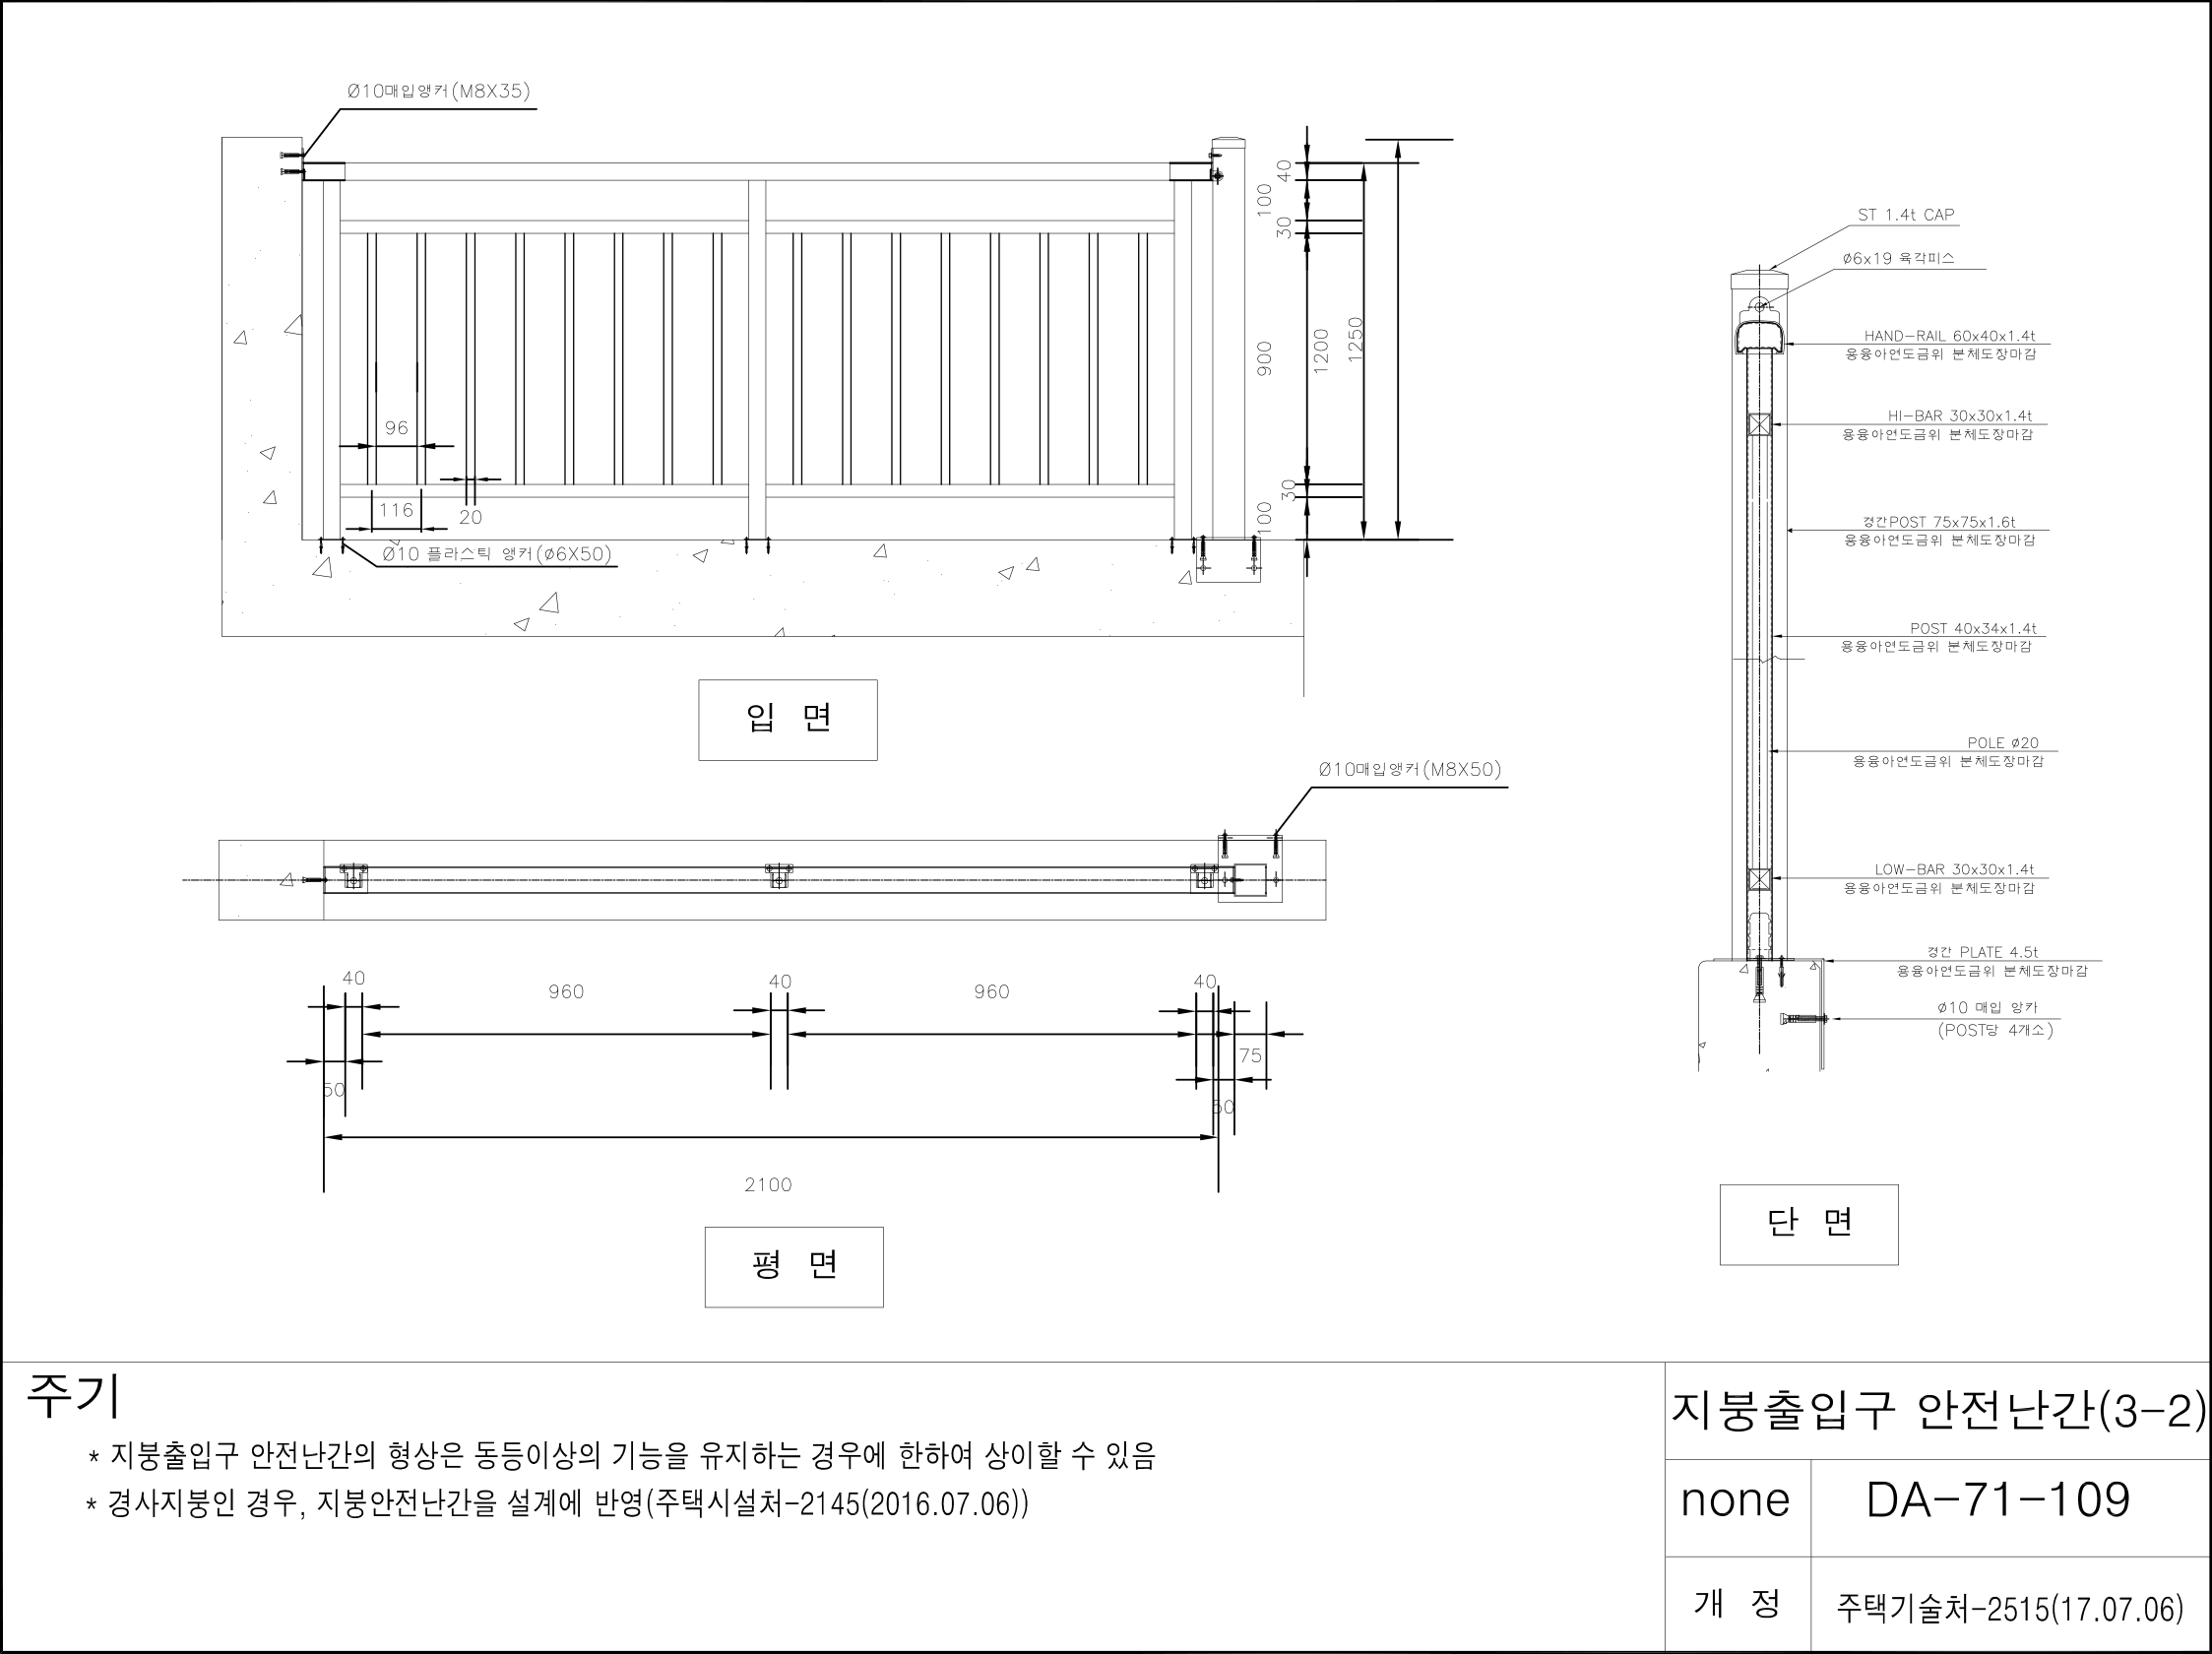 Ø10매입앵커(M8X35)
40
100
30
900
1200
1250
30
100
96
116
20
Ø10 플라스틱 앵커(ø6X50)
입 면
ST 1.4t CAP
ø6x19 육각피스
HAND-RAIL 60x40x1.4t
용융아연도금위 분체도장마감
HI-BAR 30x30x1.4t
용융아연도금위 분체도장마감
경간POST 75x75x1.6t
용융아연도금위 분체도장마감
POST 40x34x1.4t
용융아연도금위 분체도장마감
POLE ø20
용융아연도금위 분체도장마감
LOW-BAR 30x30x1.4t
용융아연도금위 분체도장마감
경간 PLATE 4.5t
용융아연도금위 분체도장마감
ø10 매입 앙카
(POST당 4개소)
단 면
Ø10매입앵커(M8X50)
40
960
40
960
40
50
75
50
2100
평 면
주기
* 지붕출입구 안전난간의 형상은 동등이상의 기능을 유지하는 경우에 한하여 상이할 수 있음
* 경사지붕인 경우, 지붕안전난간을 설계에 반영(주택시설처-2145(2016.07.06))
지붕출입구 안전난간(3-2)
none DA-71-109
개 정 주택기술처-2515(17.07.06)